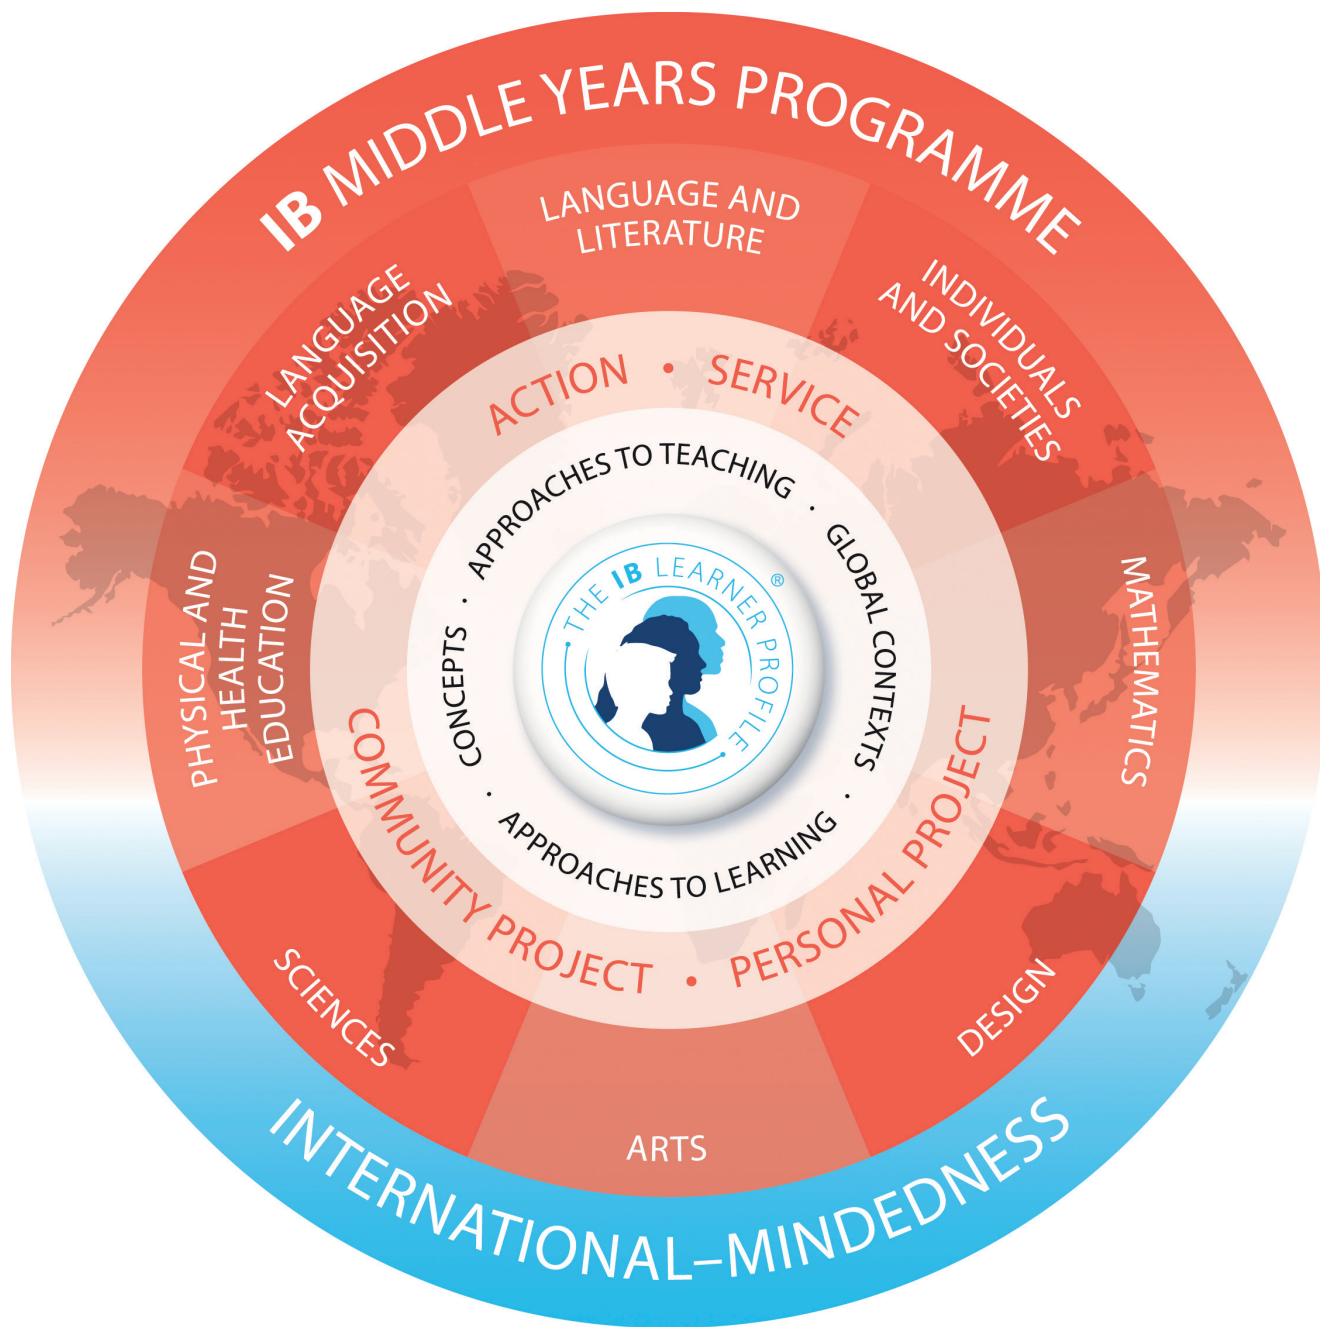 IB MIDDLE YEARS PROGRAMME
LANGUAGE AND
LITERATURE
INDIVIDUALS
AND SOCIETIES
MATHEMATICS
DESIGN
ARTS
SCIENCES
PHYSICAL AND
HEALTH
EDUCATION
LANGUAGE
ACQUISITION
ACTION • SERVICE
PERSONAL PROJECT
•
COMMUNITY PROJECT
APPROACHES TO TEACHING
·
GLOBAL CONTEXTS
·
APPROACHES TO LEARNING
·
CONCEPTS
·
THE IB LEARNER PROFILE ®
INTERNATIONAL–MINDEDNESS